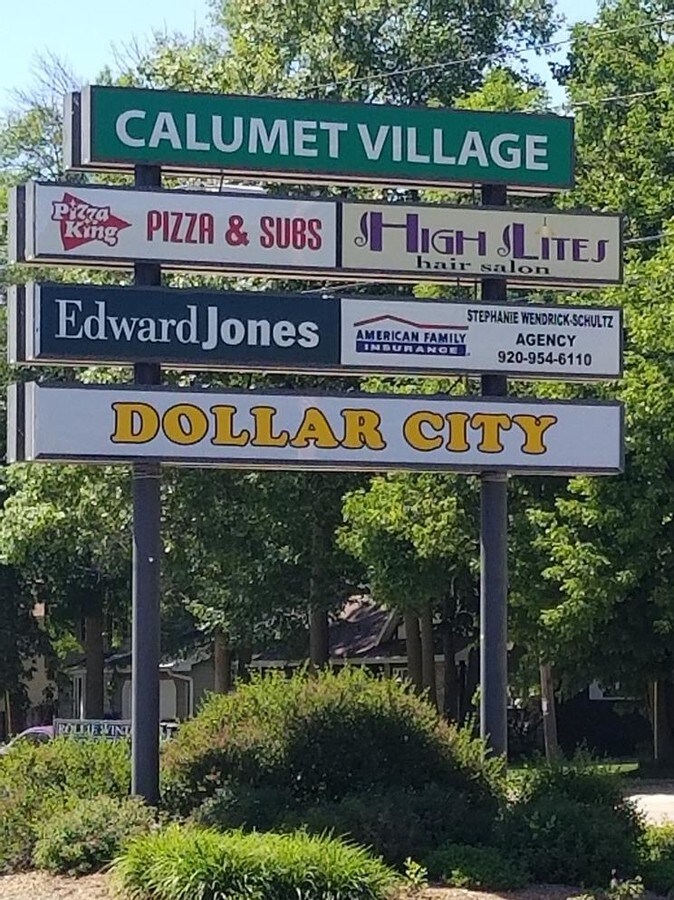 CALUMET VILLAGE
Pizza King
PIZZA & SUBS
HIGH LITES
hair salon
Edward Jones
AMERICAN FAMILY
INSURANCE
STEPHANIE WENDRICK-SCHULTZ
AGENCY
920-954-6110
DOLLAR CITY